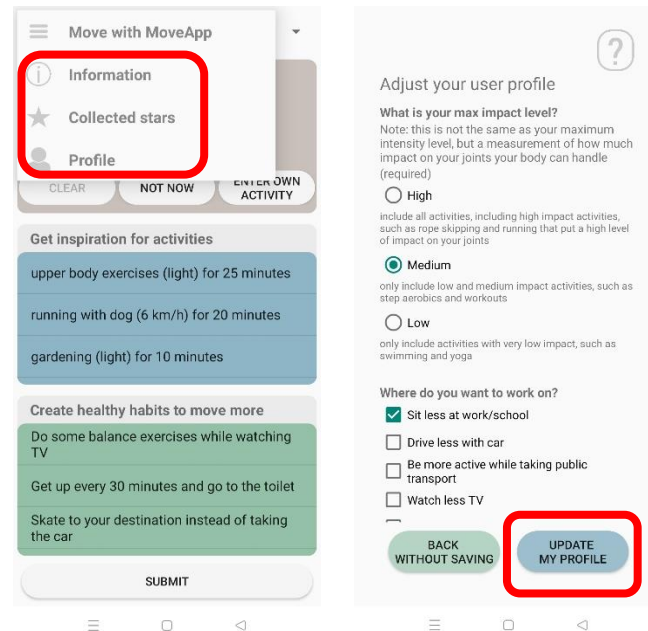 Move with MoveApp
Information
Collected stars
Profile
CLEAR
NOT NOW
ENTER OWN
ACTIVITY
Get inspiration for activities
upper body exercises (light) for 25 minutes
running with dog (6 km/h) for 20 minutes
gardening (light) for 10 minutes
Create healthy habits to move more
Do some balance exercises while watching
TV
Get up every 30 minutes and go to the toilet
Skate to your destination instead of taking
the car
SUBMIT
?
Adjust your user profile
What is your max impact level?
Note: this is not the same as your maximum
intensity level, but a measurement of how much
impact on your joints your body can handle
(required)
High
include all activities, including high impact activities,
such as rope skipping and running that put a high level
of impact on your joints
Medium
only include low and medium impact activities, such as
step aerobics and workouts
Low
only include activities with very low impact, such as
swimming and yoga
Where do you want to work on?
Sit less at work/school
Drive less with car
Be more active while taking public
transport
Watch less TV
BACK
WITHOUT SAVING
UPDATE
MY PROFILE